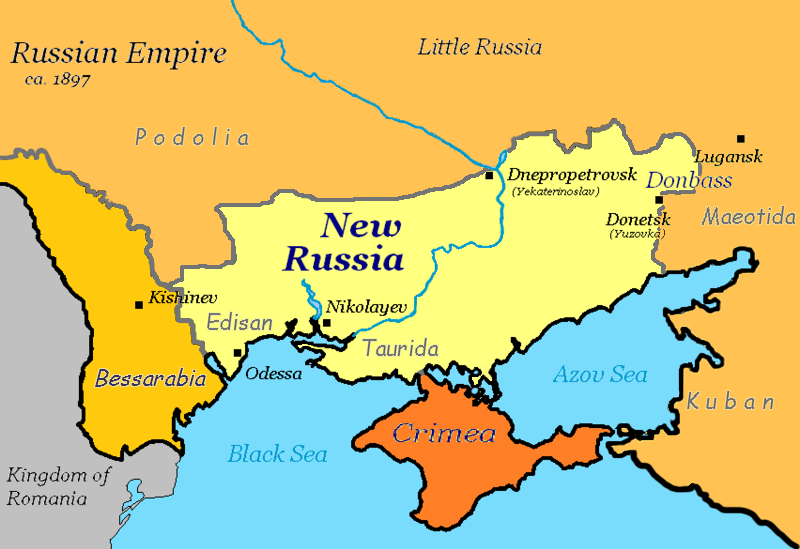 Russian Empire
ca. 1897
Little Russia
Podolia
Lugansk
Dnepropetrovsk
(Yekaterinoslav)
Donbass
New
Russia
Donetsk
(Yuzovka)
Maeotida
Kishinev
Nikolayev
Edisan
Taurida
Odessa
Bessarabia
Azov Sea
Kuban
Crimea
Black Sea
Kingdom of
Romania